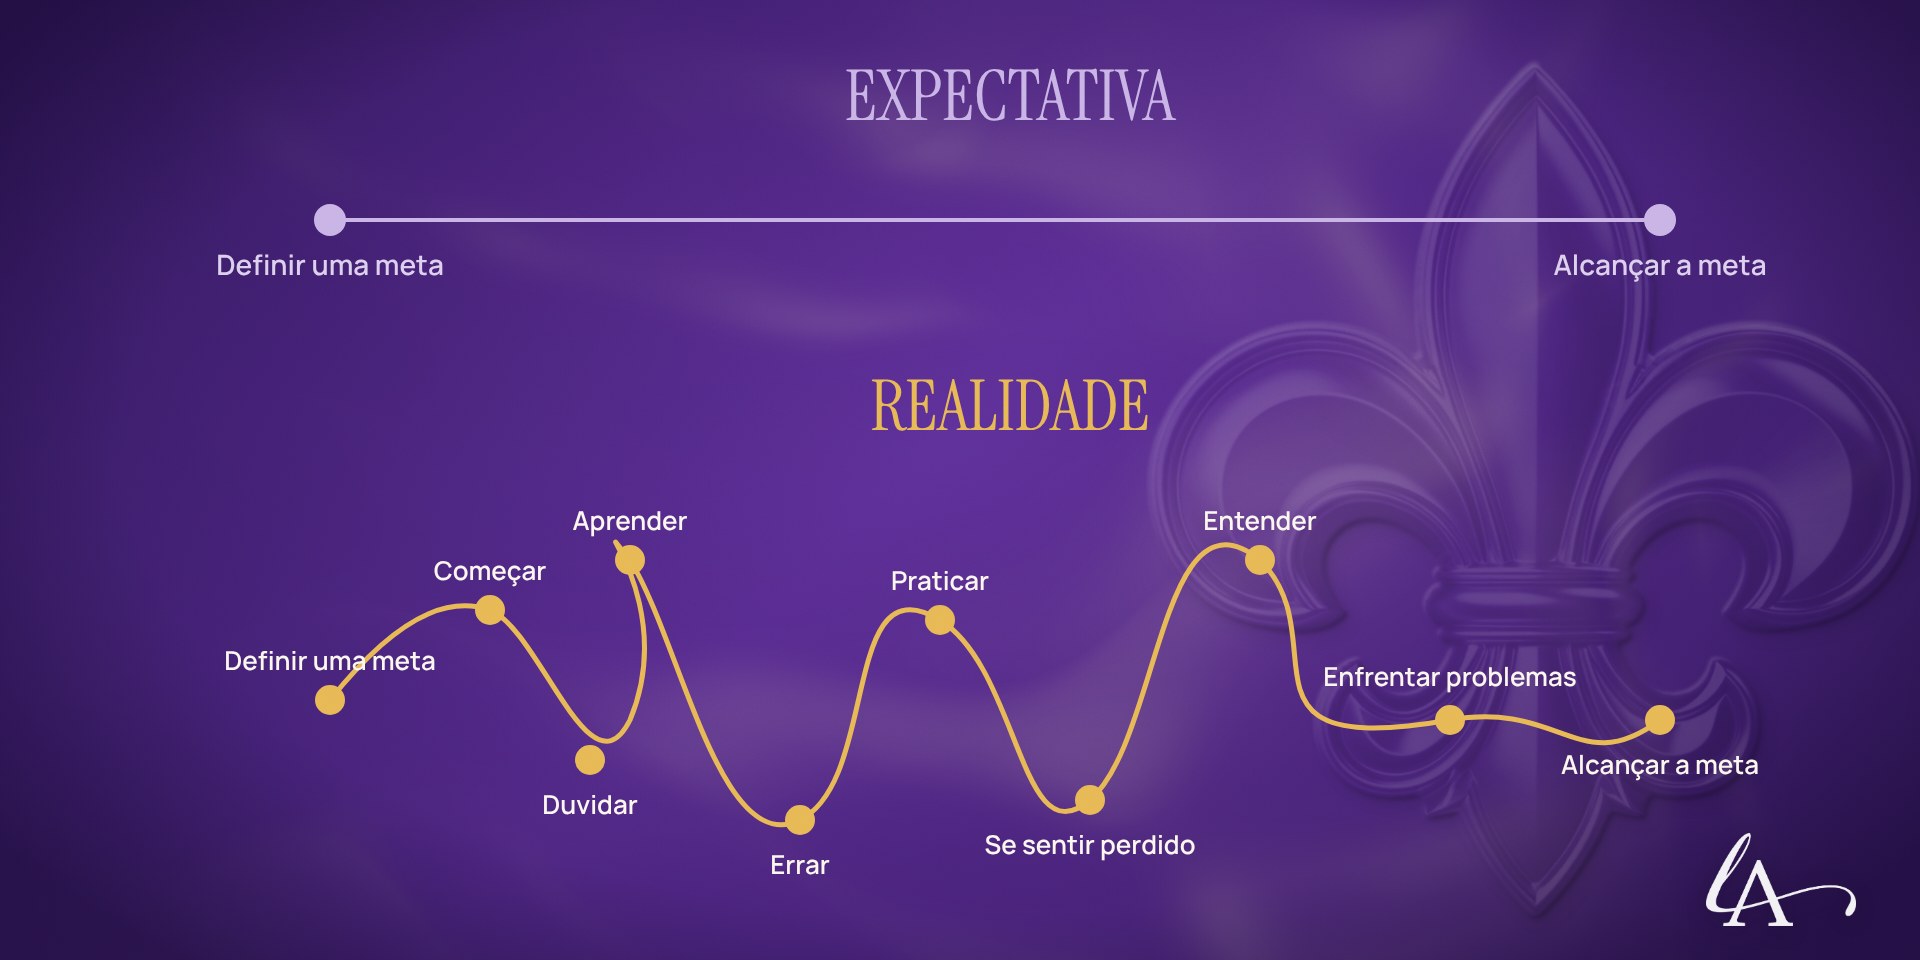 EXPECTATIVA
Definir uma meta
Alcançar a meta
REALIDADE
Aprender
Entender
Começar
Praticar
Definir uma meta
Enfrentar problemas
Alcançar a meta
Duvidar
Se sentir perdido
Errar
lA